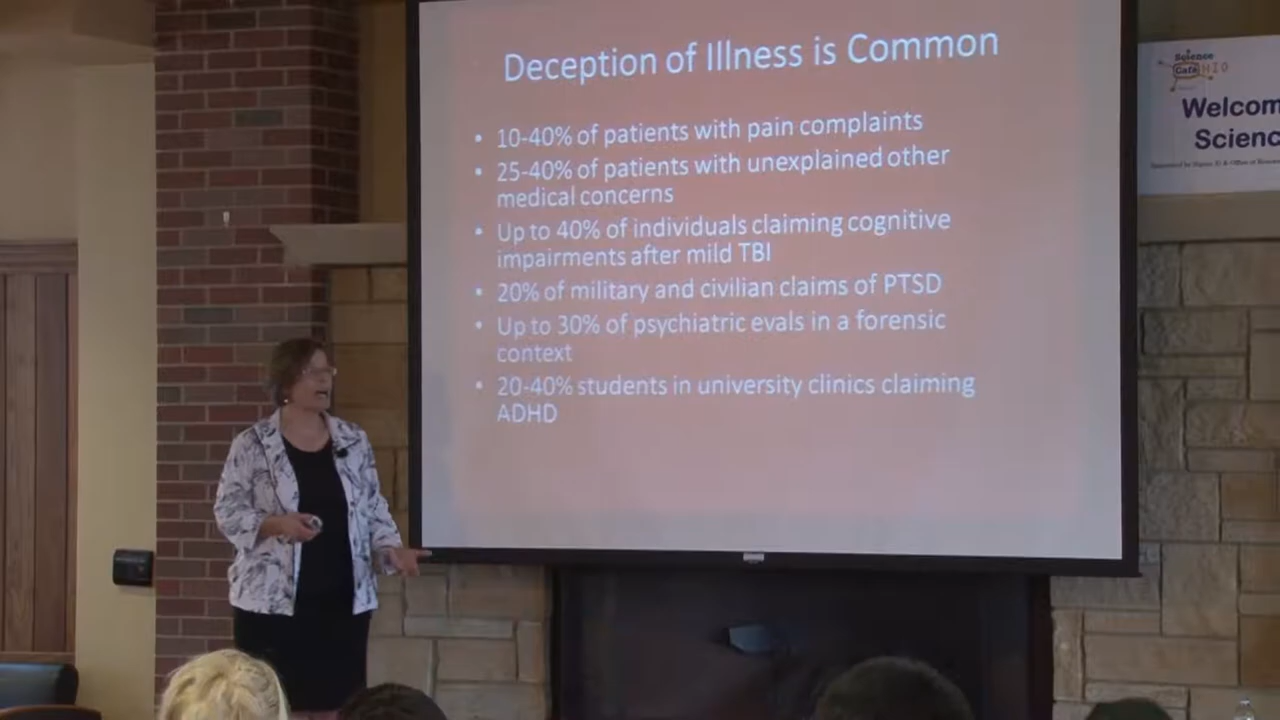 Deception of Illness is Common
• 10-40% of patients with pain complaints
• 25-40% of patients with unexplained other
medical concerns
• Up to 40% of individuals claiming cognitive
impairments after mild TBI
• 20% of military and civilian claims of PTSD
• Up to 30% of psychiatric evals in a forensic
context
• 20-40% students in university clinics claiming
ADHD
Science
Cafe HIO
Welcom
Scienc